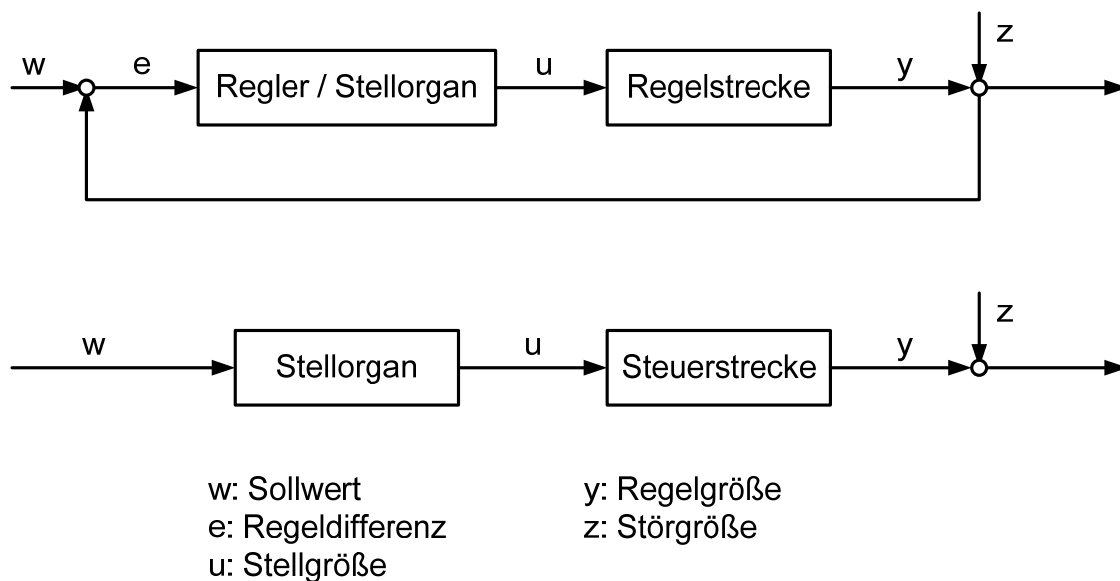 z
w e Regler / Stellorgan u Regelstrecke y
z
w Stellorgan u Steuerstrecke y
w: Sollwert
e: Regeldifferenz
u: Stellgröße
y: Regelgröße
z: Störgröße